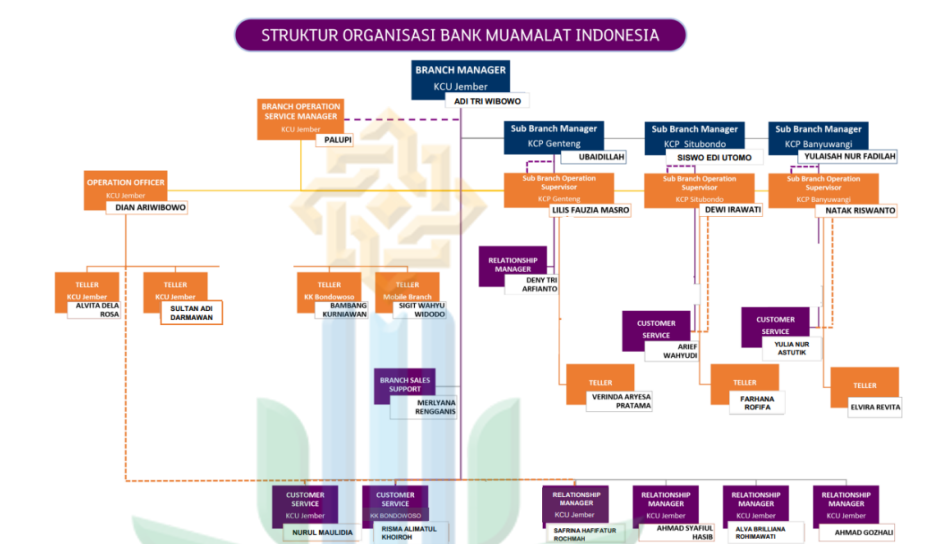 STRUKTUR ORGANISASI BANK MUAMALAT INDONESIA
BRANCH MANAGER
KCU Jember
ADI TRI WIBOWO
BRANCH OPERATION
SERVICE MANAGER
KCU Jember
PALUPI
Sub Branch Manager
KCP Genteng
UBAIDILLAH
Sub Branch Manager
KCP Situbondo
SISWO EDI UTOMO
Sub Branch Manager
KCP Banyuwangi
YULAISAH NUR FADILAH
OPERATION OFFICER
KCU Jember
DIAN ARIWIBOWO
Sub Branch Operation
Supervisor
KCP Genteng
LILIS FAUZIA MASRO
Sub Branch Operation
Supervisor
KCP Situbondo
DEWI IRAWATI
Sub Branch Operation
Supervisor
KCP Banyuwangi
NATAK RISWANTO
RELATIONSHIP
MANAGER
DENY TRI
ARFIANTO
TELLER
KCU Jember
ALVITA DELA
ROSA
TELLER
KCU Jember
SULTAN ADI
DARMAWAN
TELLER
KK Bondowoso
BAMBANG
KURNIAWAN
TELLER
Mobile Branch
SIGIT WAHYU
WIDODO
CUSTOMER
SERVICE
ARIEF
WAHYUDI
CUSTOMER
SERVICE
YULIA NUR
ASTUTIK
BRANCH SALES
SUPPORT
MERLYANA
RENGGANIS
TELLER
VERINDA ARYESA
PRATAMA
TELLER
FARHANA
ROFIFA
TELLER
ELVIRA REVITA
CUSTOMER
SERVICE
KCU Jember
NURUL MAULIDIA
CUSTOMER
SERVICE
KK BONDOWOSO
RISMA ALIMATUL
KHOIROH
RELATIONSHIP
MANAGER
KCU Jember
SAFRINA HAFIFATUR
ROCHMAH
RELATIONSHIP
MANAGER
KCU Jember
AHMAD SYAFIUL
HASIB
RELATIONSHIP
MANAGER
KCU Jember
ALVA BRILLIANA
ROHIMAWATI
RELATIONSHIP
MANAGER
KCU Jember
AHMAD GOZHALI